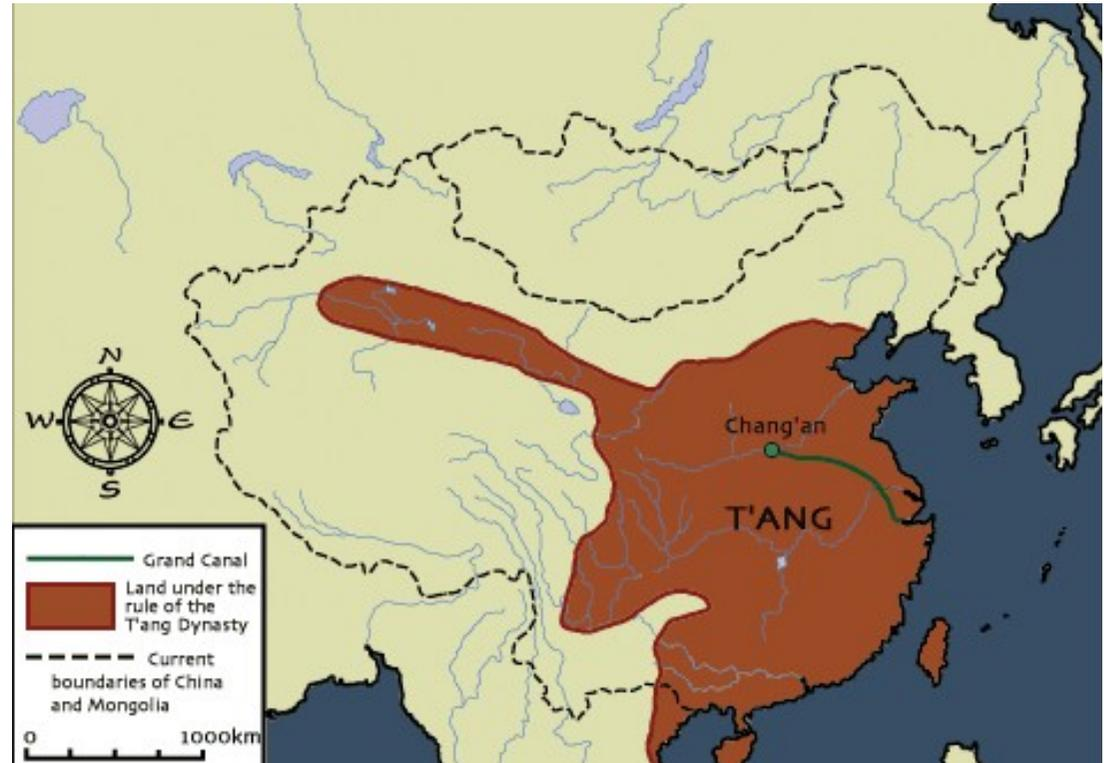 N
W
E
S
Chang'an
T'ANG
Grand Canal
Land under the
rule of the
T'ang Dynasty
Current
boundaries of China
and Mongolia
0
1000km